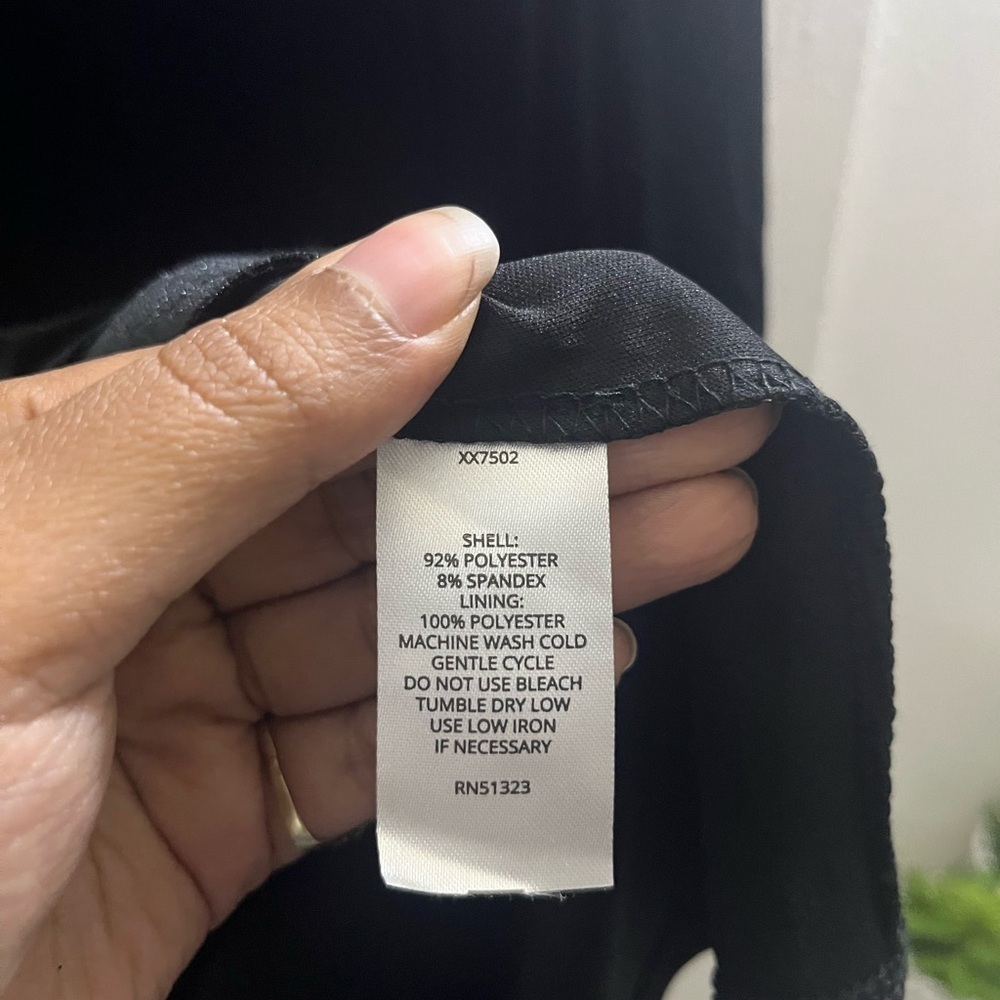 XX7502
SHELL:
92% POLYESTER
8% SPANDEX
LINING:
100% POLYESTER
MACHINE WASH COLD
GENTLE CYCLE
DO NOT USE BLEACH
TUMBLE DRY LOW
USE LOW IRON
IF NECESSARY
RN51323